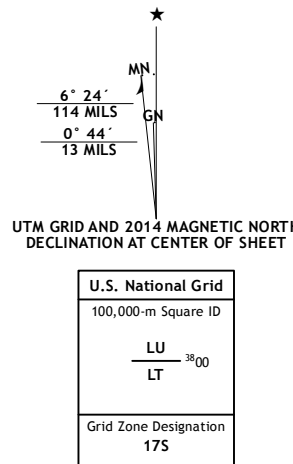 ★
MN
6° 24´
114 MILS
GN
0° 44´
13 MILS
UTM GRID AND 2014 MAGNETIC NORTH
DECLINATION AT CENTER OF SHEET
U.S. National Grid
100,000-m Square ID
LU
3800
LT
Grid Zone Designation
17S